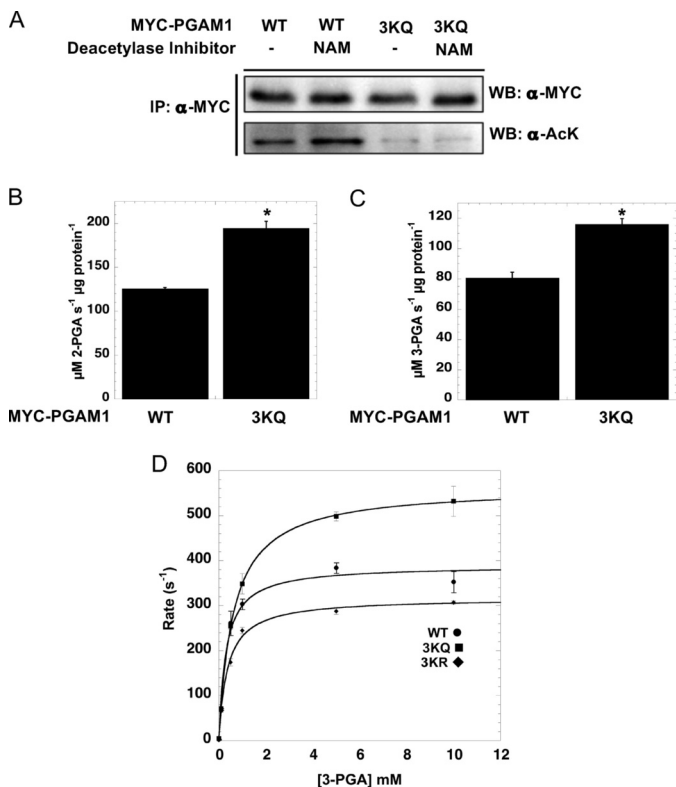 A
MYC-PGAM1 WT WT 3KQ 3KQ
Deacetylase Inhibitor - NAM - NAM
IP: α-MYC
WB: α-MYC
WB: α-AcK
B
µM 2-PGA s⁻¹ µg protein⁻¹
200
150
100
50
0
*
MYC-PGAM1 WT 3KQ
C
µM 3-PGA s⁻¹ µg protein⁻¹
120
100
80
60
40
20
0
*
MYC-PGAM1 WT 3KQ
D
Rate (s⁻¹)
600
500
400
300
200
100
0
WT
3KQ
3KR
0 2 4 6 8 10 12
[3-PGA] mM